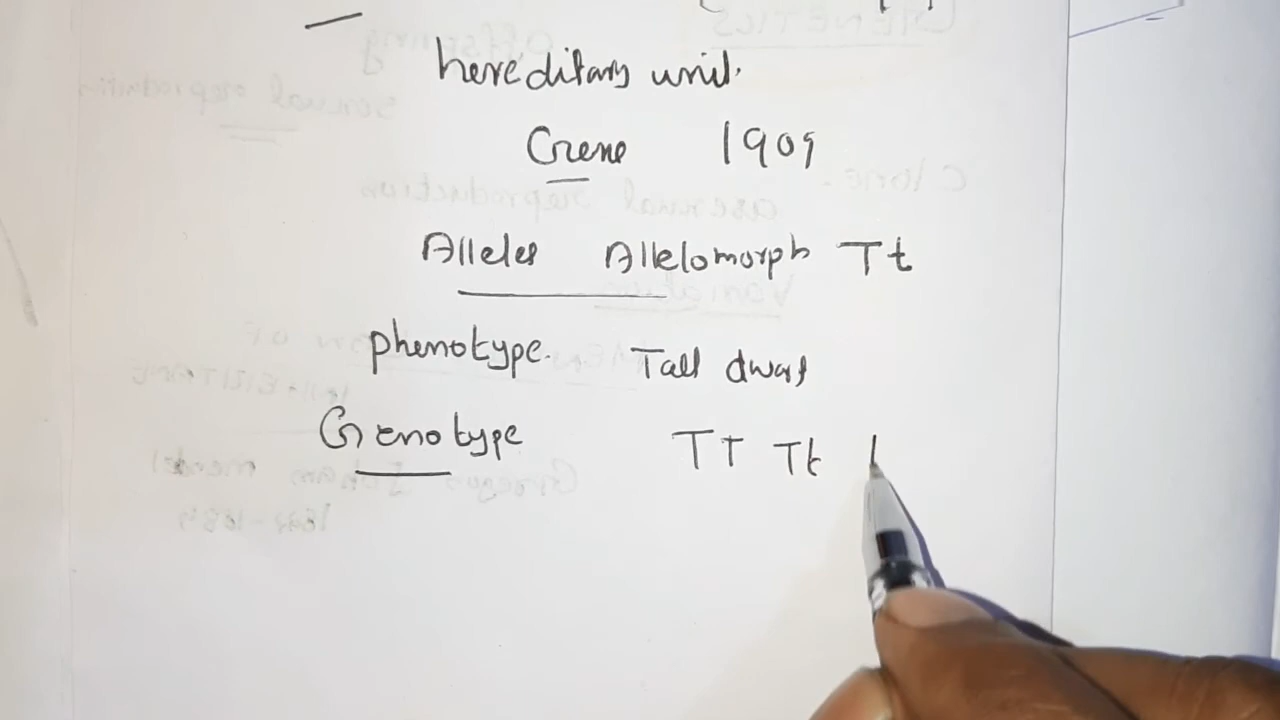 hereditary unit.
Gene 1909
Alleles Allelomorph Tt
phenotype. Tall dwarf
Genotype TT Tt